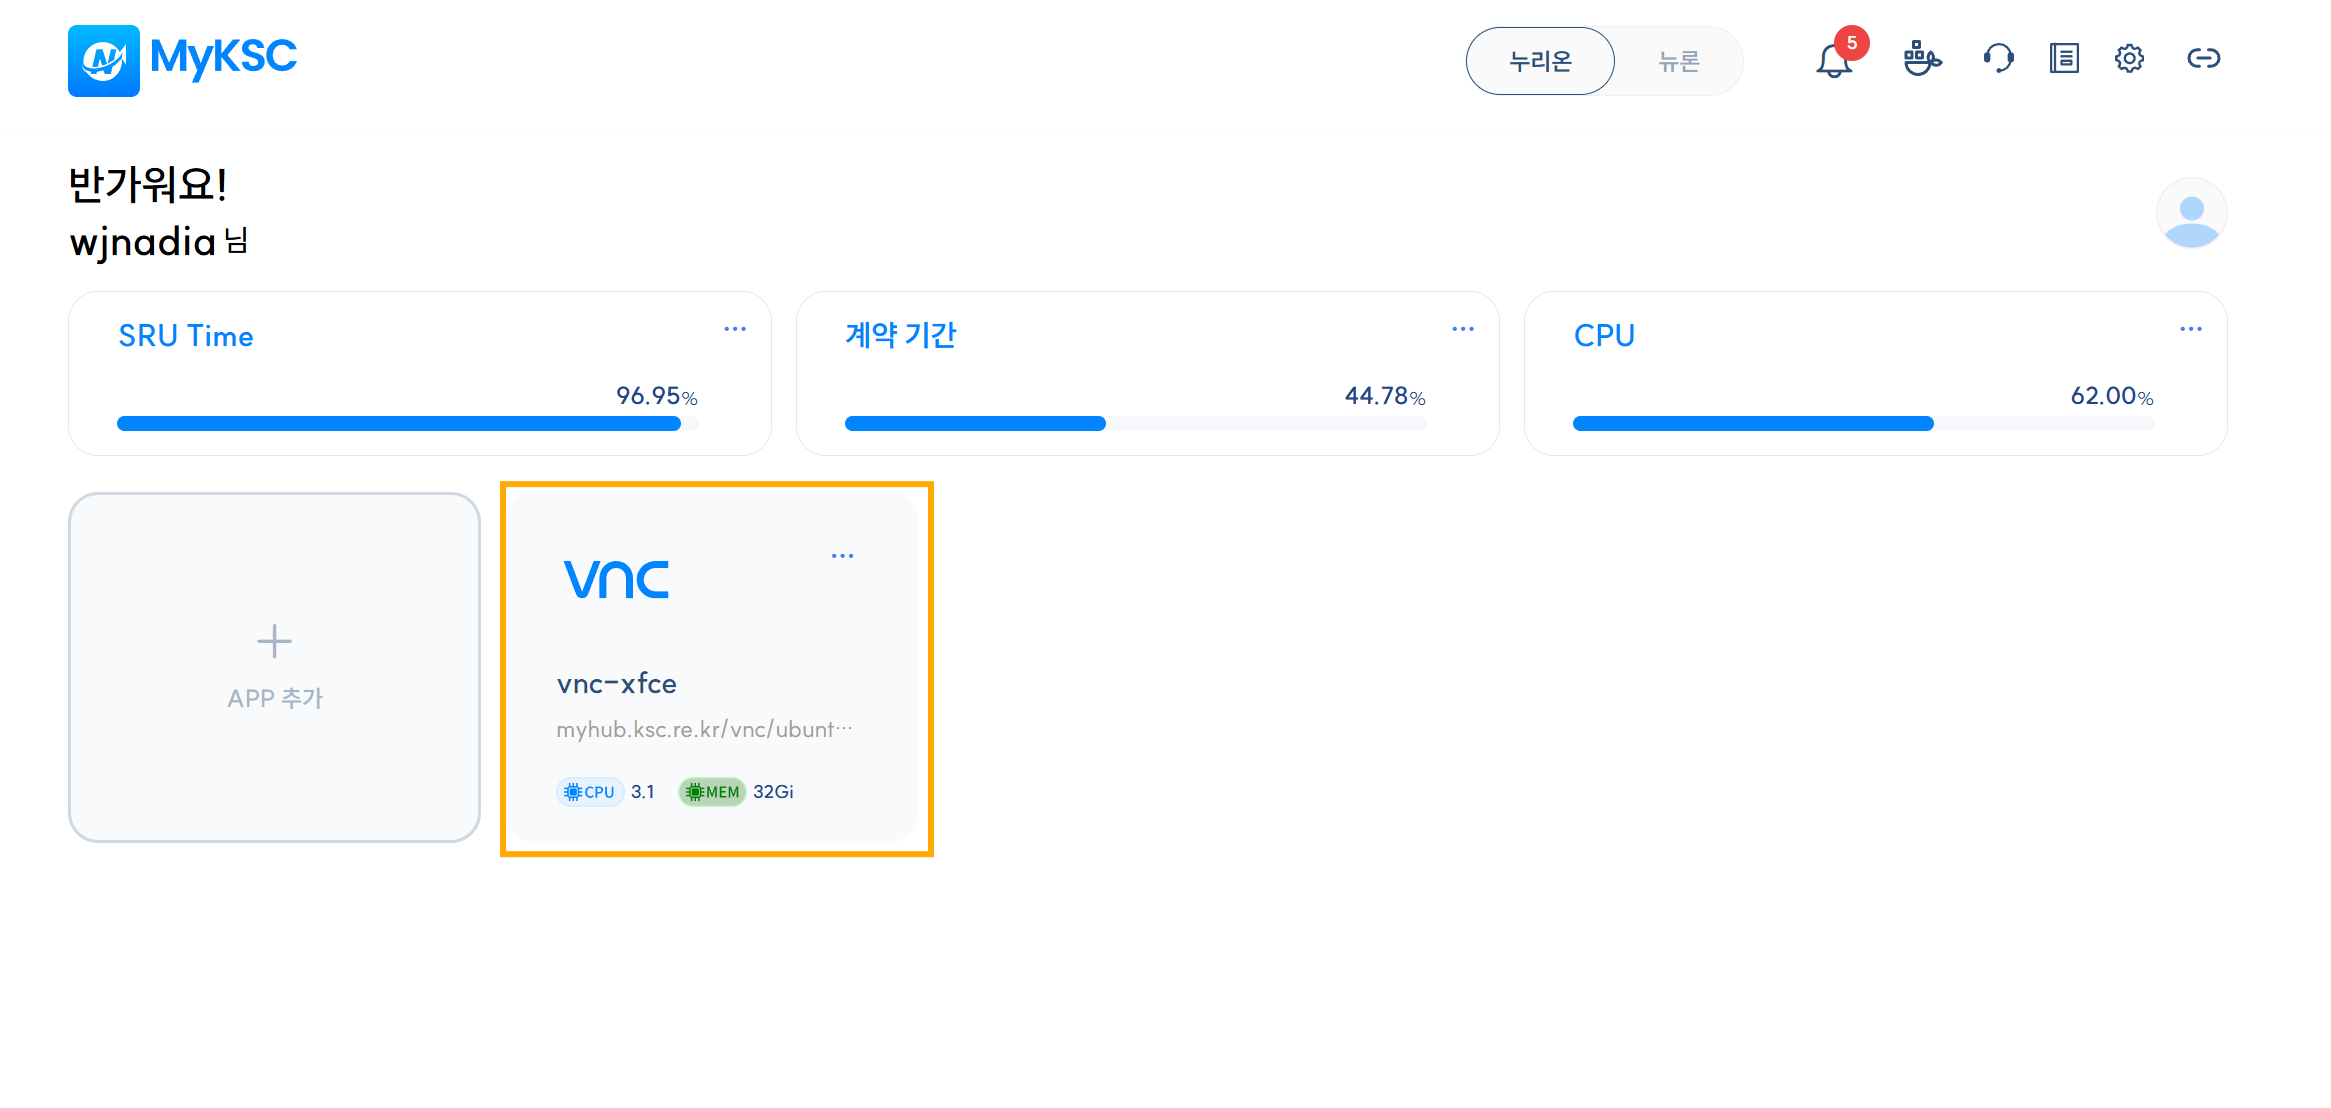 MyKSC
누리온
뉴론
5
반가워요!
wjnadia 님
SRU Time
96.95%
계약 기간
44.78%
CPU
62.00%
APP 추가
vnc
vnc-xfce
myhub.ksc.re.kr/vnc/ubunt···
CPU 3.1 MEM 32Gi